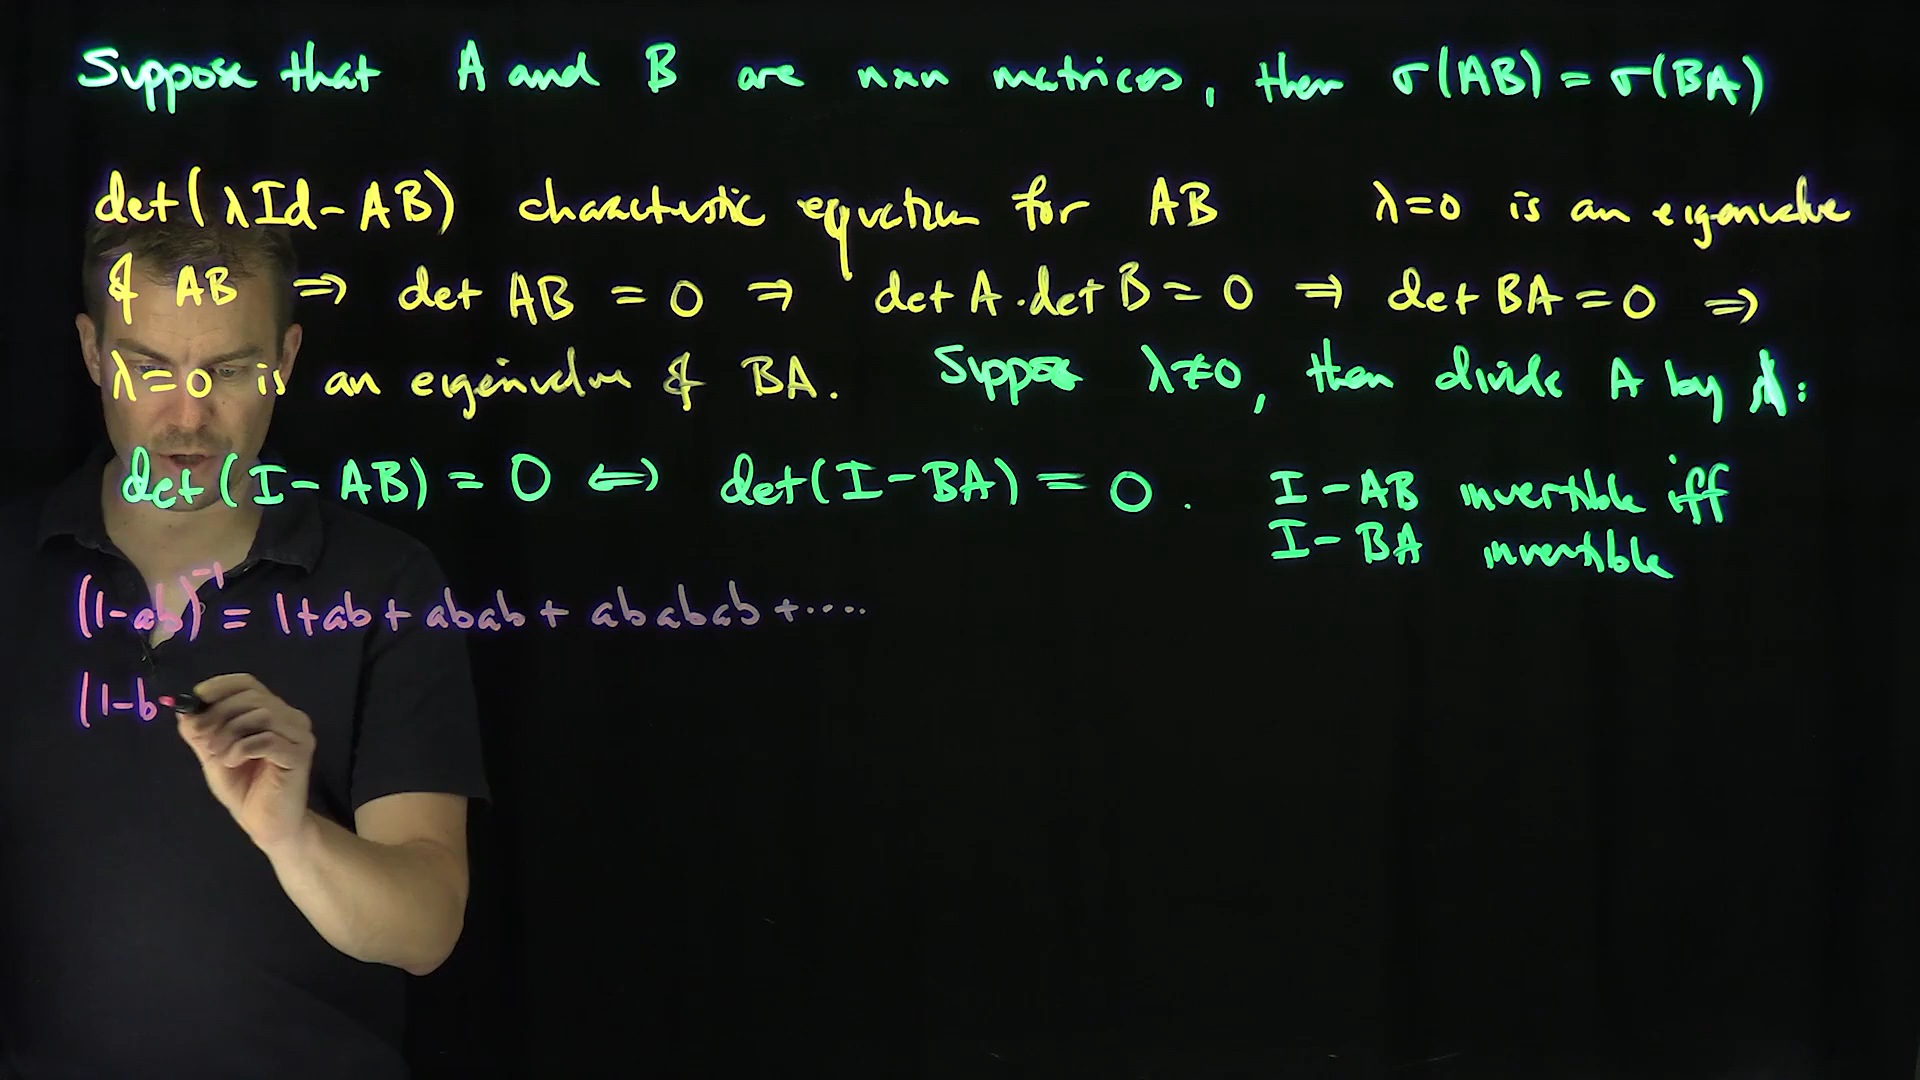 Suppose that A and B are n×n matrices, then σ(AB) = σ(BA)
det(λId-AB) characteristic equation for AB λ=0 is an eigenvalue
of AB ⇒ det AB = 0 ⇒ det A · det B = 0 ⇒ det BA = 0 ⇒
λ=0 is an eigenvalue of BA. Suppose λ≠0, then divide A by λ:
det(I-AB) = 0 ⟺ det(I-BA) = 0. I-AB invertible iff
I-BA invertible
(1-ab)⁻¹ = 1+ab+abab+ababab+....
(1-b